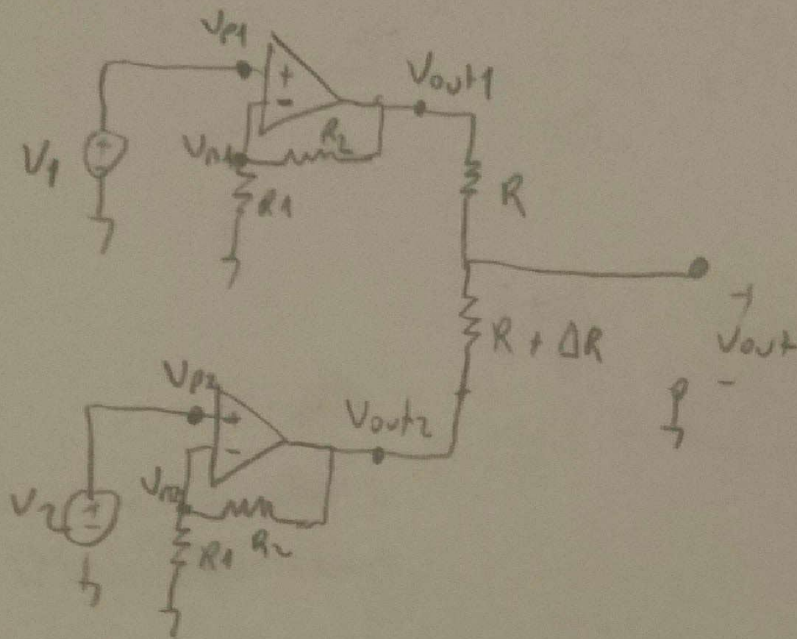 Vp1
+
-
Vout1
V1
+
Vn1
R2
R1
R
R + ΔR
+
Vout
-
Vp2
+
-
Vout2
V2
+
-
Vn2
R2
R1